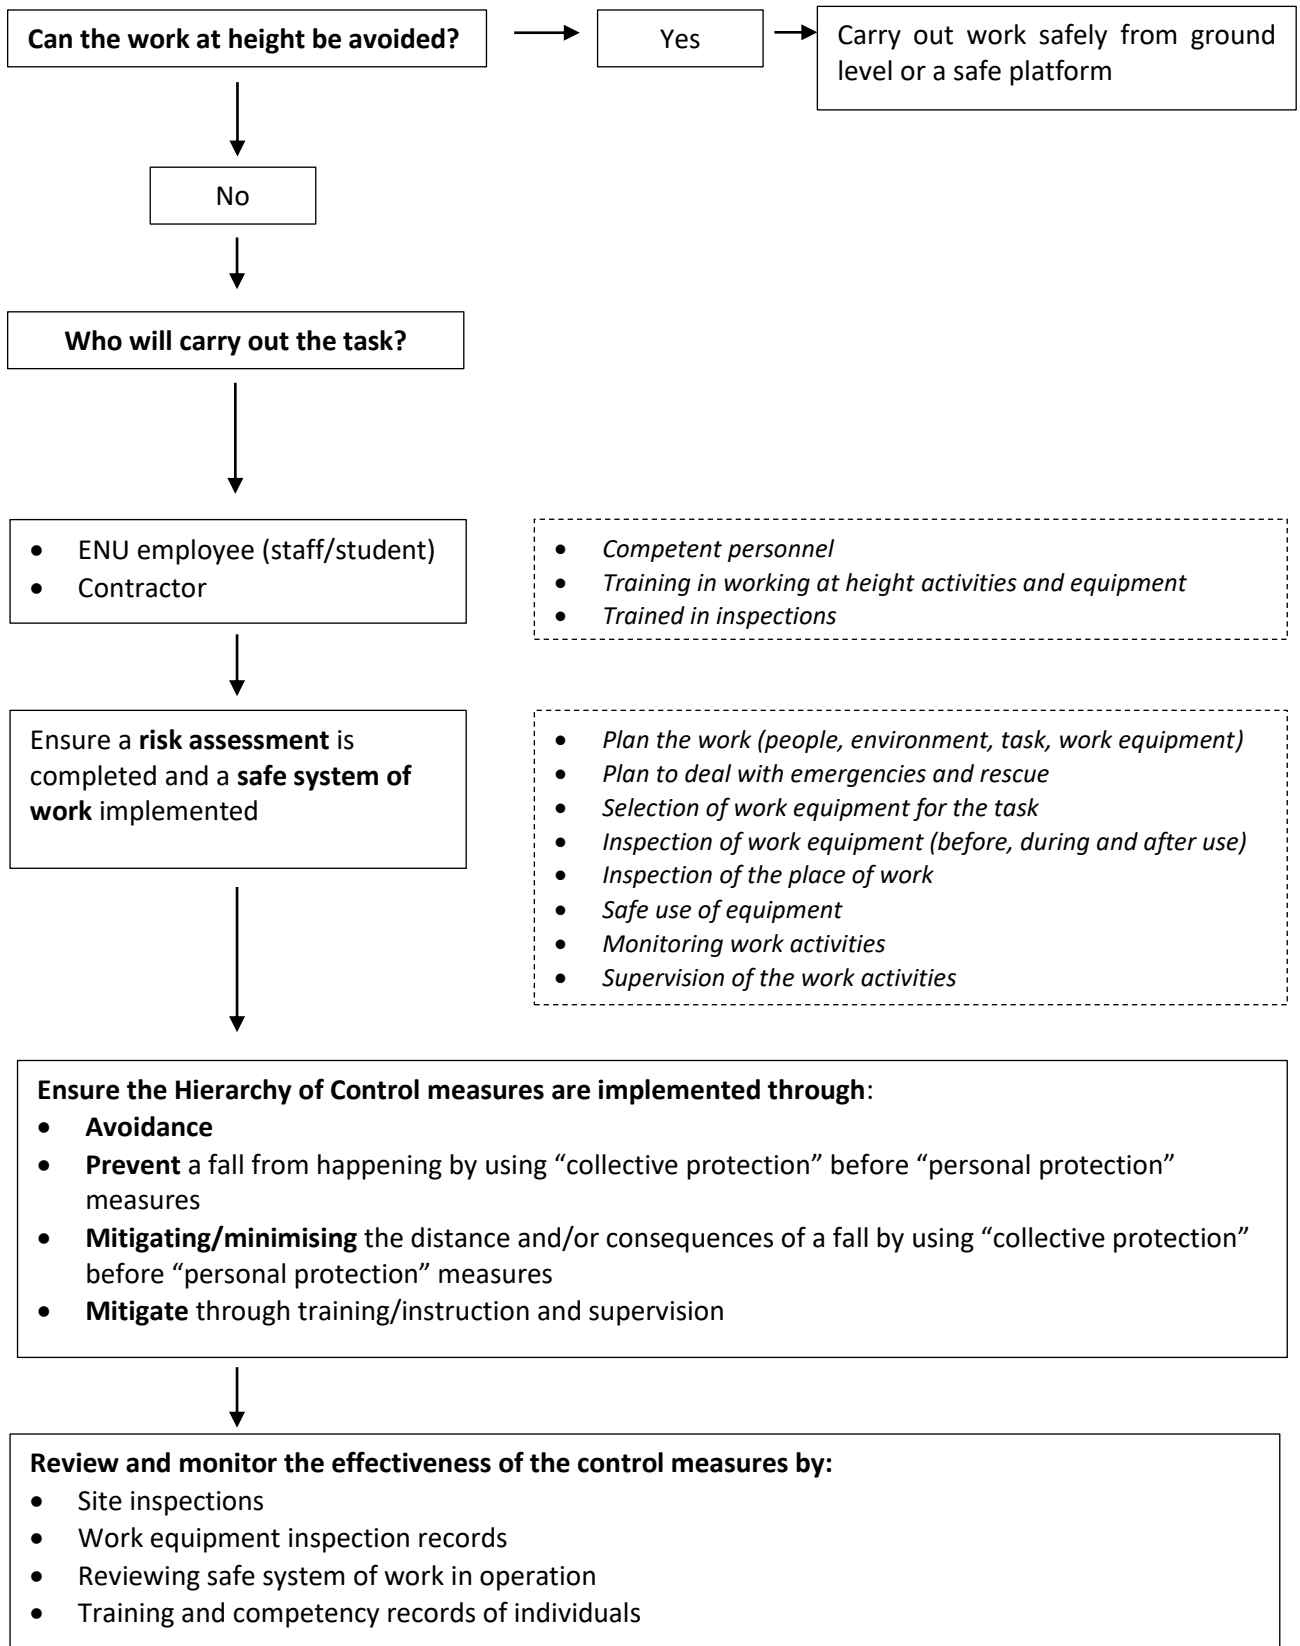 Can the work at height be avoided?
Yes
Carry out work safely from ground
level or a safe platform
No
Who will carry out the task?
• ENU employee (staff/student)
• Contractor
• Competent personnel
• Training in working at height activities and equipment
• Trained in inspections
Ensure a risk assessment is
completed and a safe system of
work implemented
• Plan the work (people, environment, task, work equipment)
• Plan to deal with emergencies and rescue
• Selection of work equipment for the task
• Inspection of work equipment (before, during and after use)
• Inspection of the place of work
• Safe use of equipment
• Monitoring work activities
• Supervision of the work activities
Ensure the Hierarchy of Control measures are implemented through:
• Avoidance
• Prevent a fall from happening by using “collective protection” before “personal protection”
measures
• Mitigating/minimising the distance and/or consequences of a fall by using “collective protection”
before “personal protection” measures
• Mitigate through training/instruction and supervision
Review and monitor the effectiveness of the control measures by:
• Site inspections
• Work equipment inspection records
• Reviewing safe system of work in operation
• Training and competency records of individuals